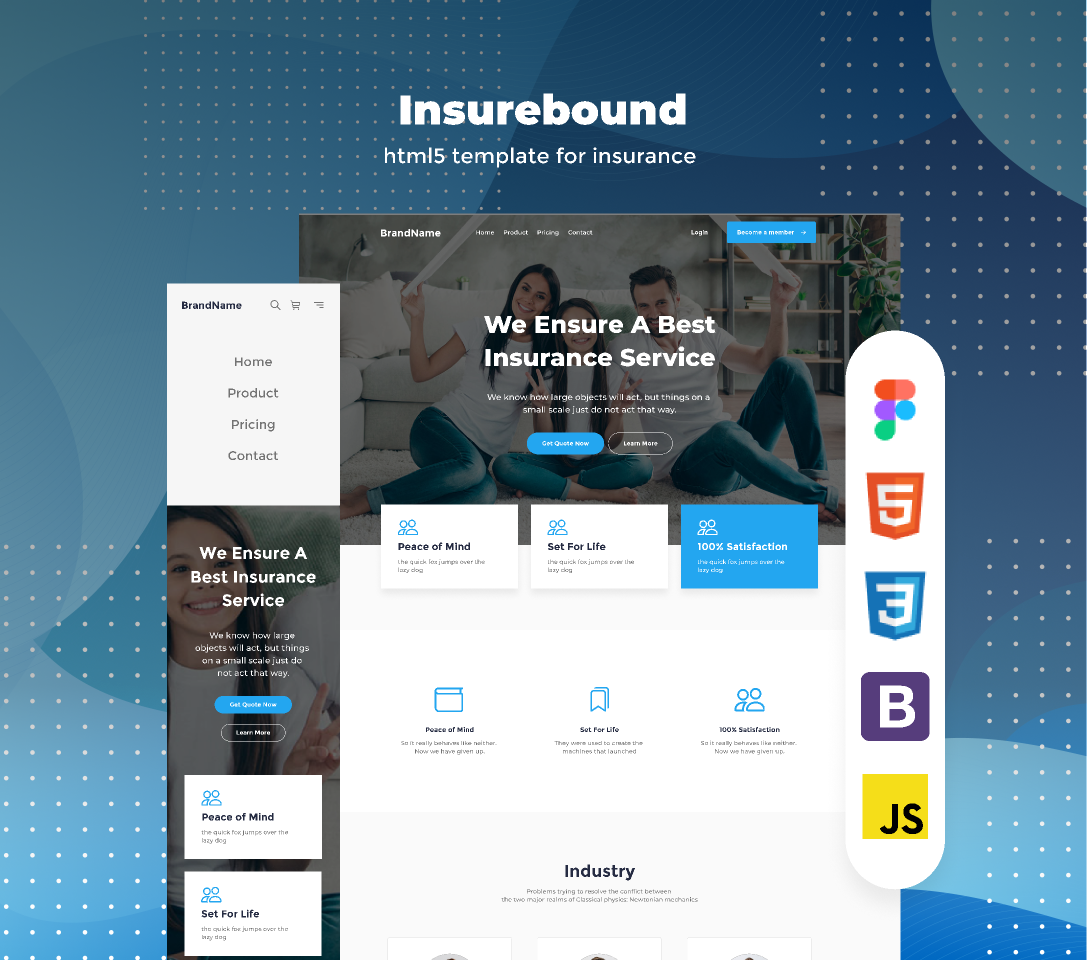 Insurebound
html5 template for insurance
BrandName
Home Product Pricing Contact
Login
Become a member →
We Ensure A Best
Insurance Service
We know how large objects will act, but things on a
small scale just do not act that way.
Get Quote Now
Learn More
Peace of Mind
the quick fox jumps over the
lazy dog
Set For Life
the quick fox jumps over the
lazy dog
100% Satisfaction
the quick fox jumps over the
lazy dog
Peace of Mind
So it really behaves like neither.
Now we have given up.
Set For Life
They were used to create the
machines that launched
100% Satisfaction
So it really behaves like neither.
Now we have given up.
Industry
Problems trying to resolve the conflict between
the two major realms of Classical physics: Newtonian mechanics
BrandName
Home
Product
Pricing
Contact
We Ensure A
Best Insurance
Service
We know how large
objects will act, but things
on a small scale just do
not act that way.
Get Quote Now
Learn More
Peace of Mind
the quick fox jumps over the
lazy dog
Set For Life
the quick fox jumps over the
lazy dog
5
3
B
JS